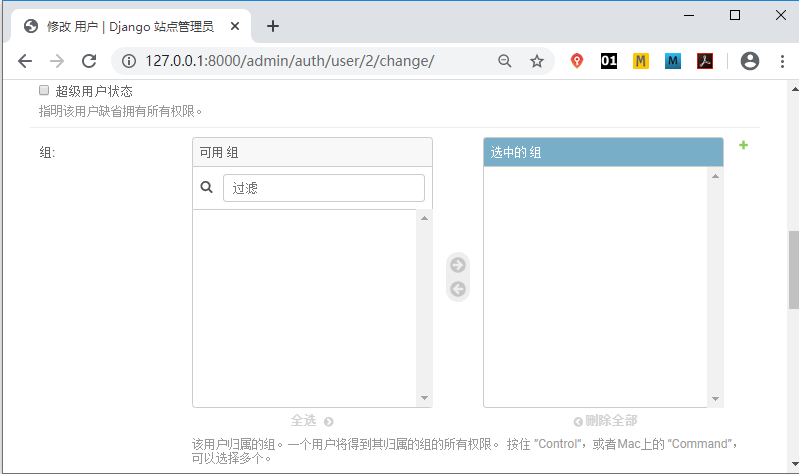 修改 用户 | Django 站点管理员
127.0.0.1:8000/admin/auth/user/2/change/
01 M M
超级用户状态
指明该用户缺省拥有所有权限。
组:
可用 组
选中的 组
过滤
全选
删除全部
该用户归属的组。一个用户将得到其归属的组的所有权限。 按住 ”Control“，或者Mac上的 “Command”，
可以选择多个。